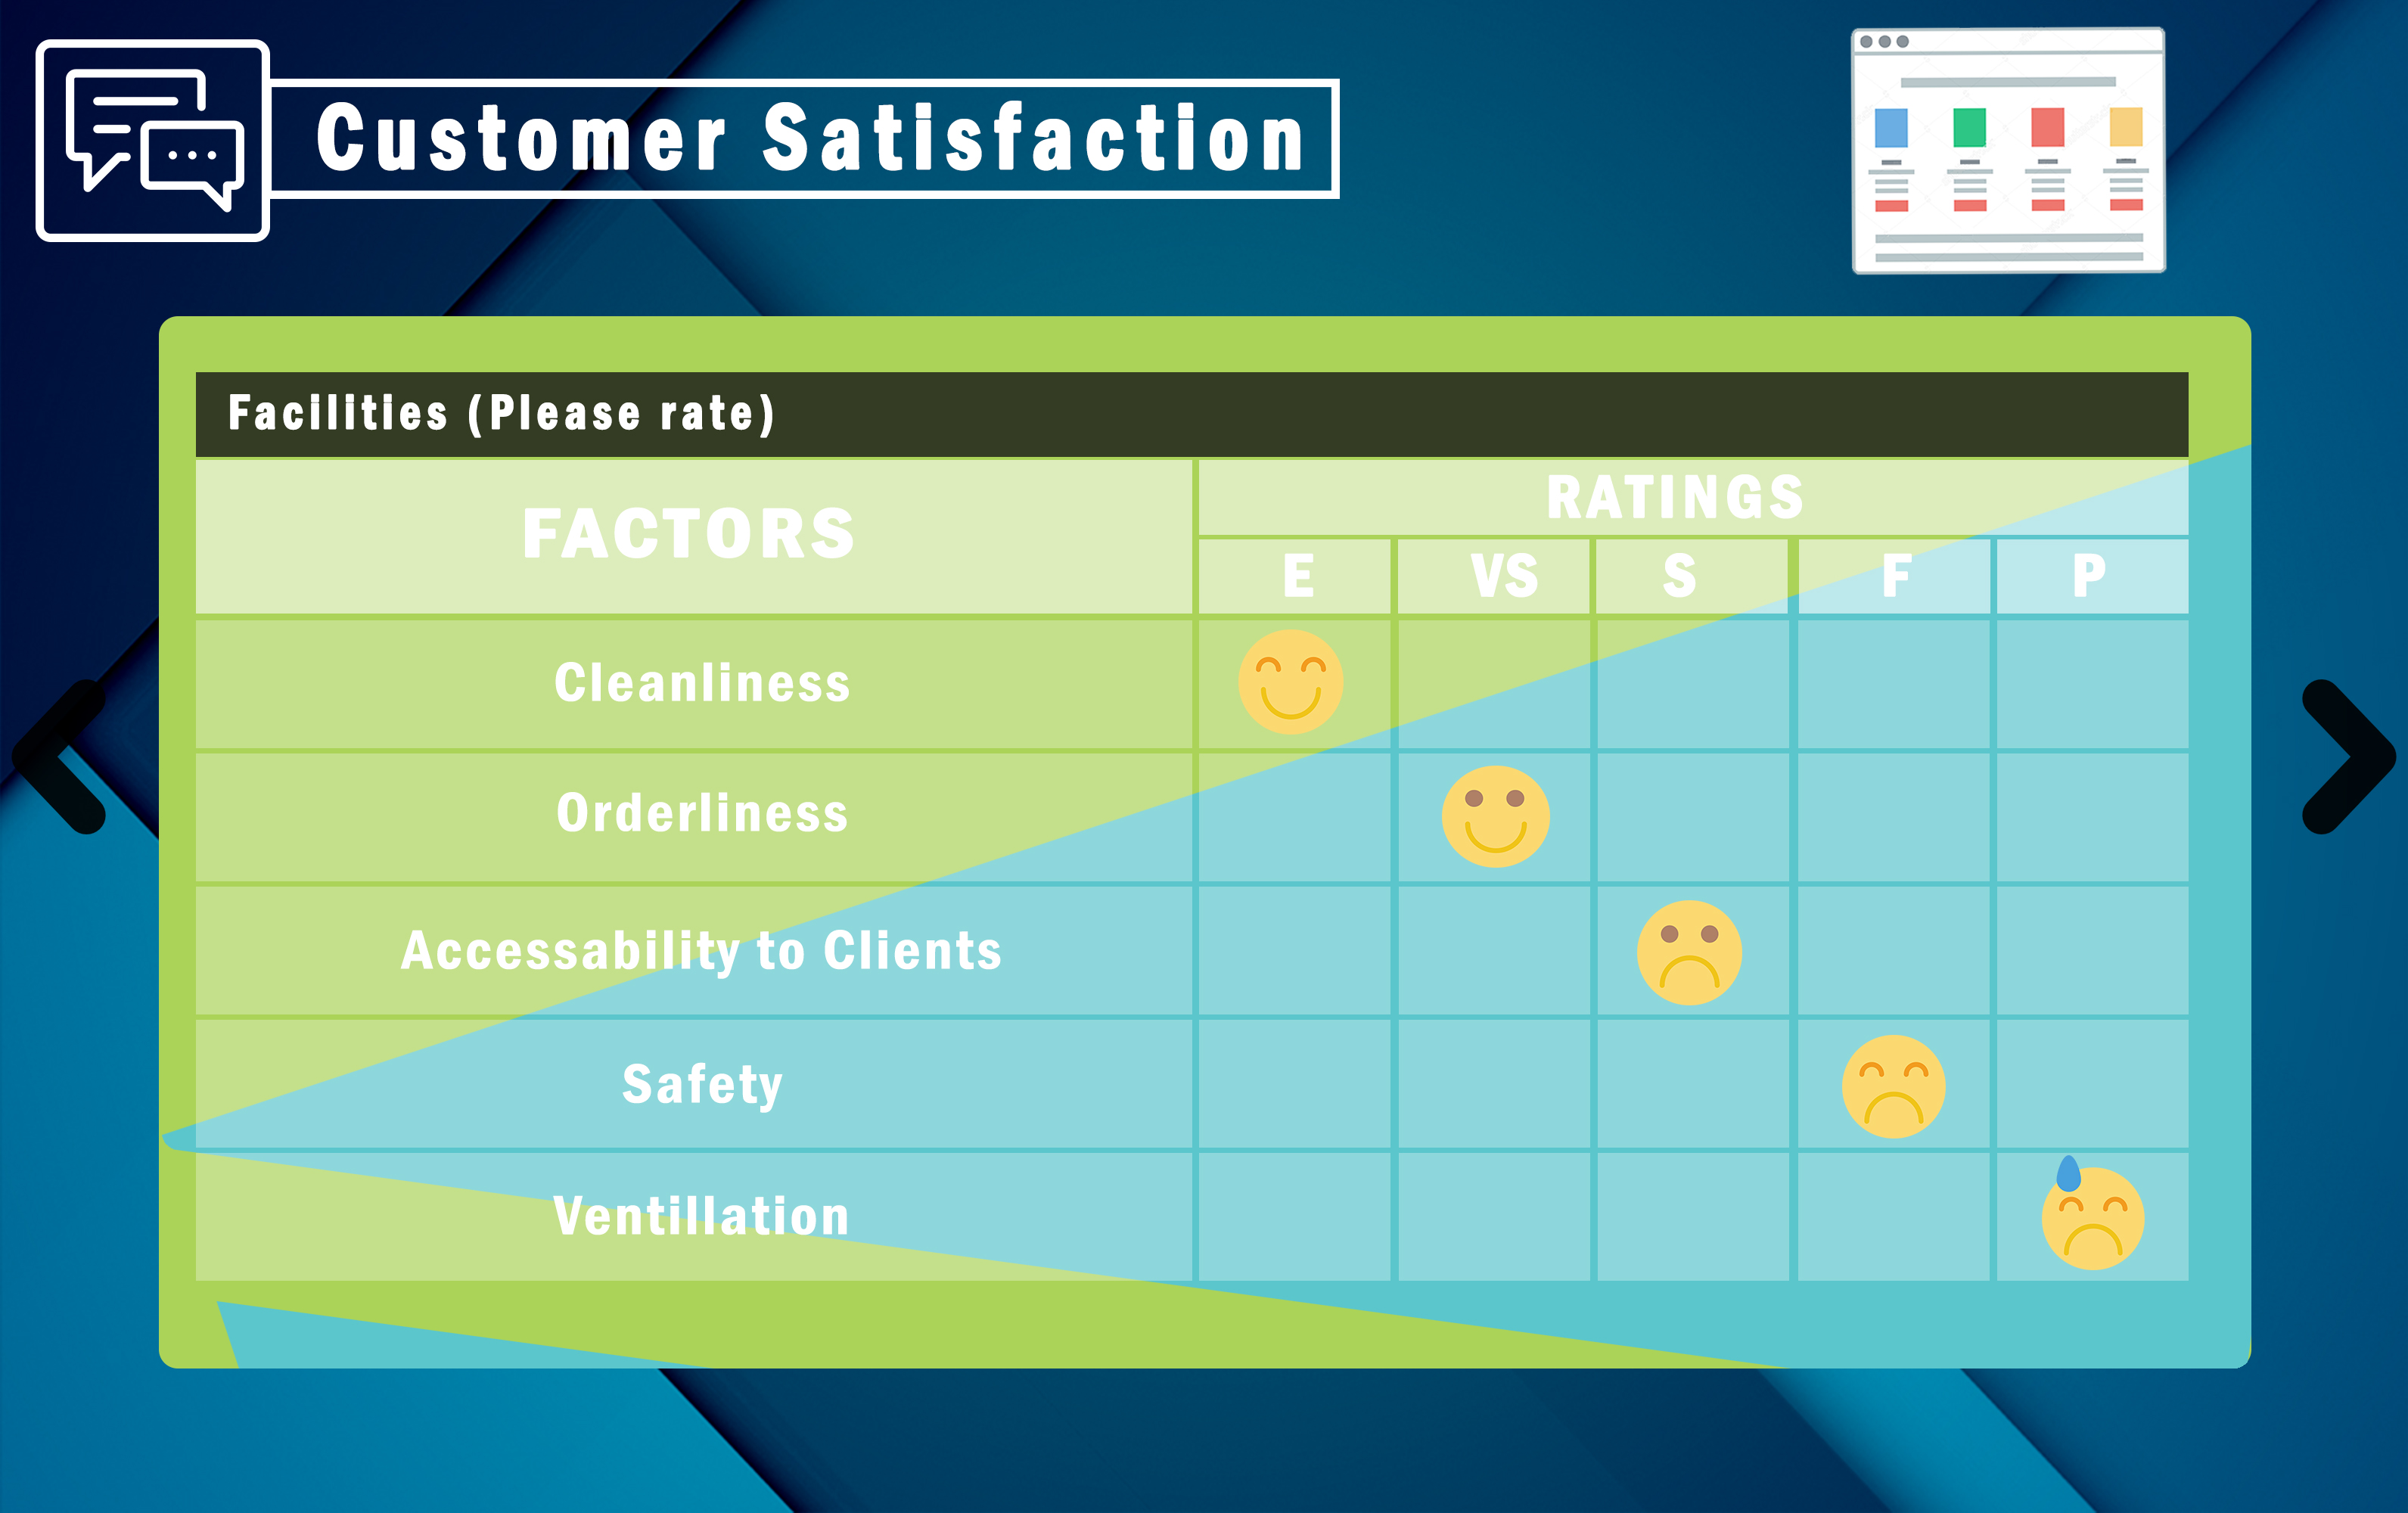 Customer Satisfaction
Facilities (Please rate)
FACTORS
RATINGS
E VS S F P
Cleanliness
Orderliness
Accessability to Clients
Safety
Ventillation